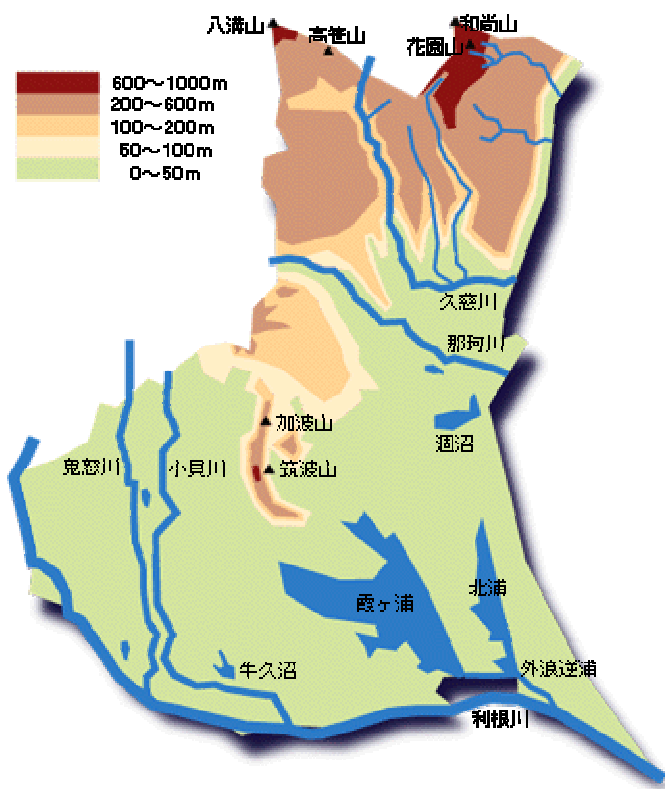 八溝山
高笹山
和尚山
花園山
600～1000m
200～600m
100～200m
50～100m
0～50m
久慈川
那珂川
加波山
涸沼
鬼怒川
小貝川
筑波山
北浦
霞ヶ浦
牛久沼
外浪逆浦
利根川